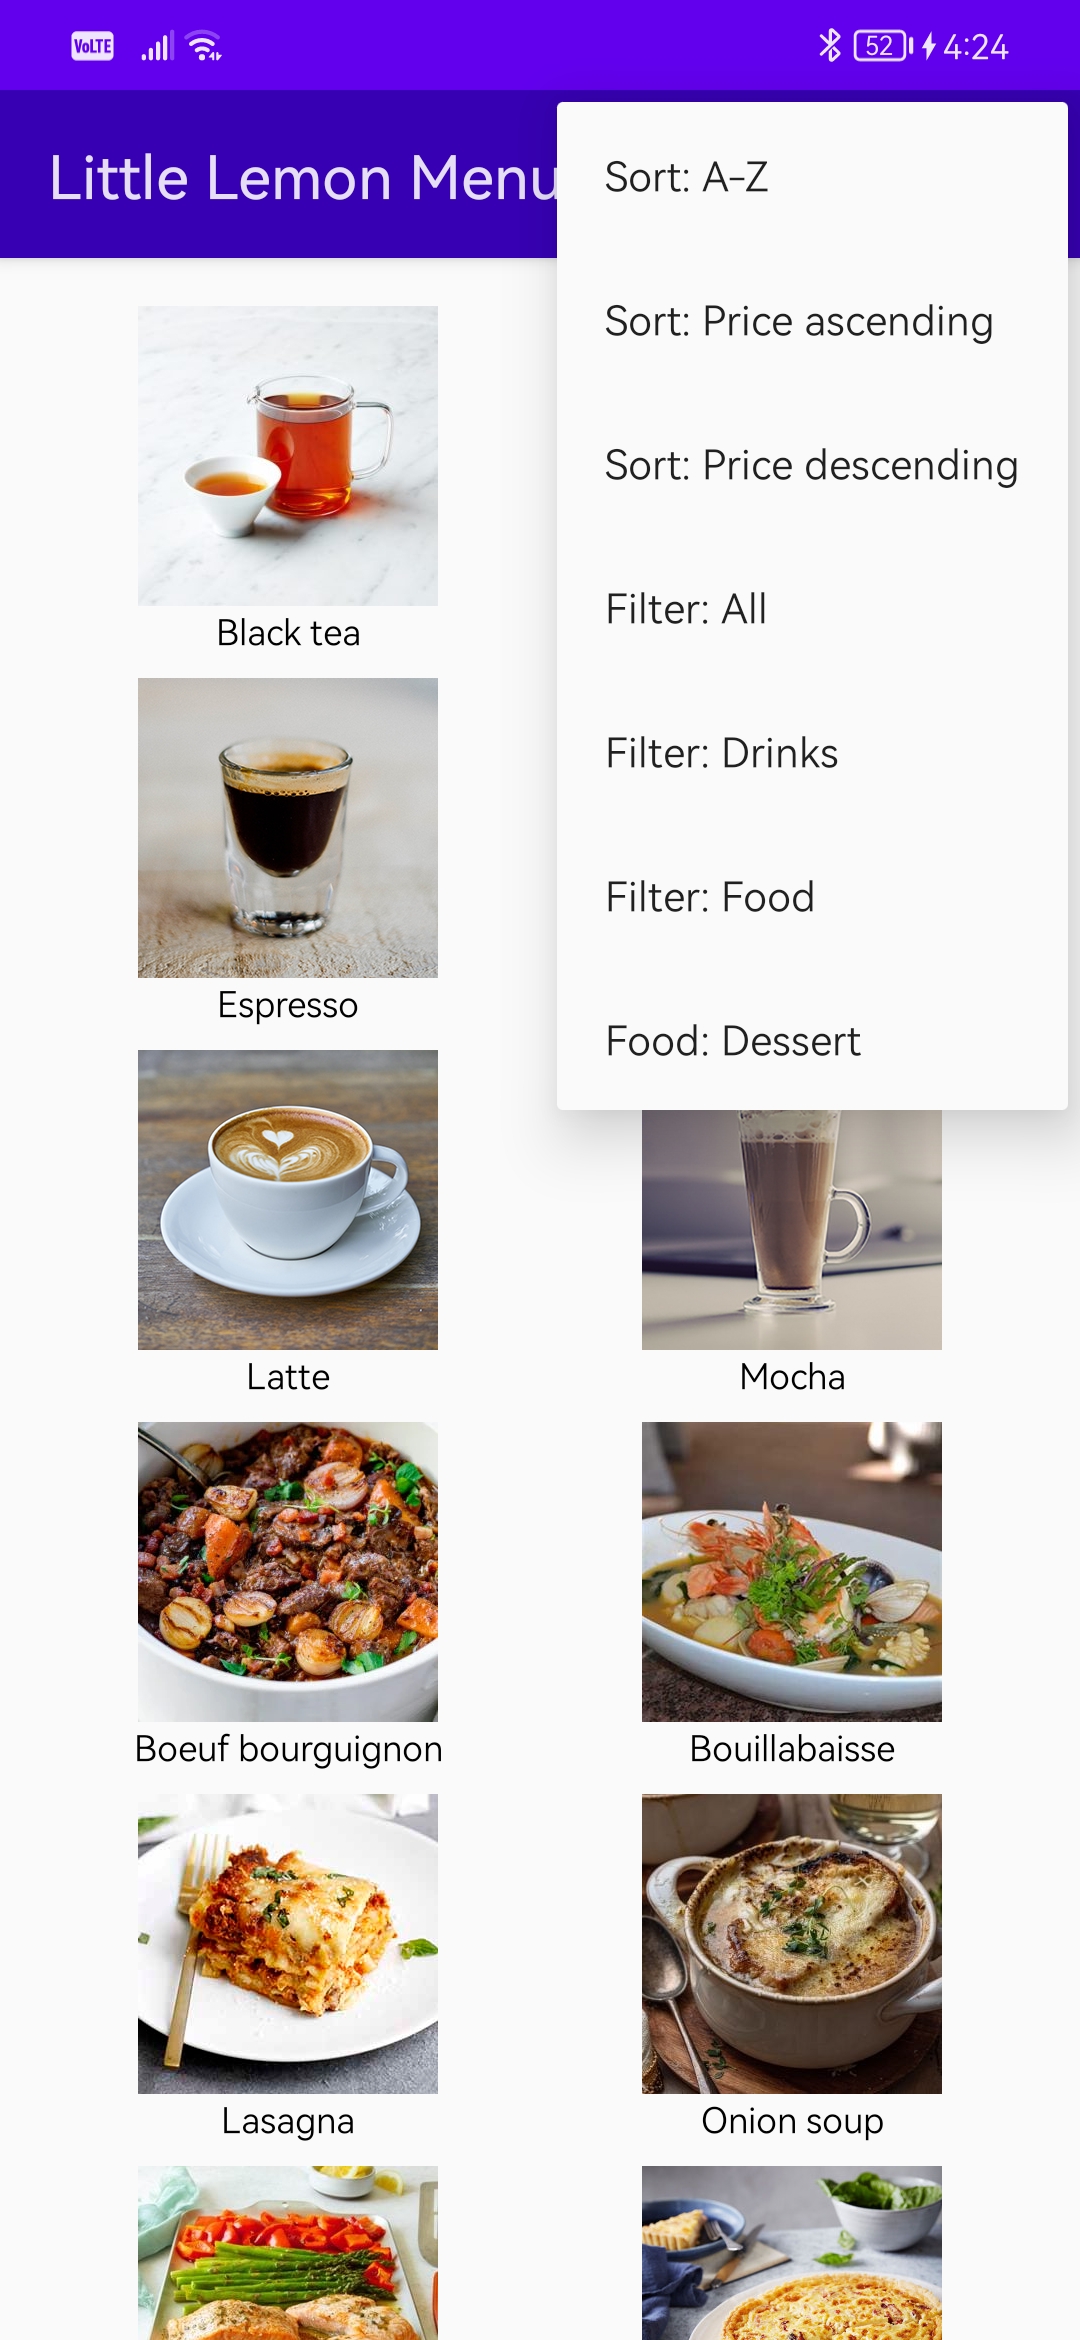 VoLTE 52 4:24
Little Lemon Menu
Sort: A-Z
Sort: Price ascending
Sort: Price descending
Filter: All
Filter: Drinks
Filter: Food
Food: Dessert
Black tea
Espresso
Latte Mocha
Boeuf bourguignon Bouillabaisse
Lasagna Onion soup